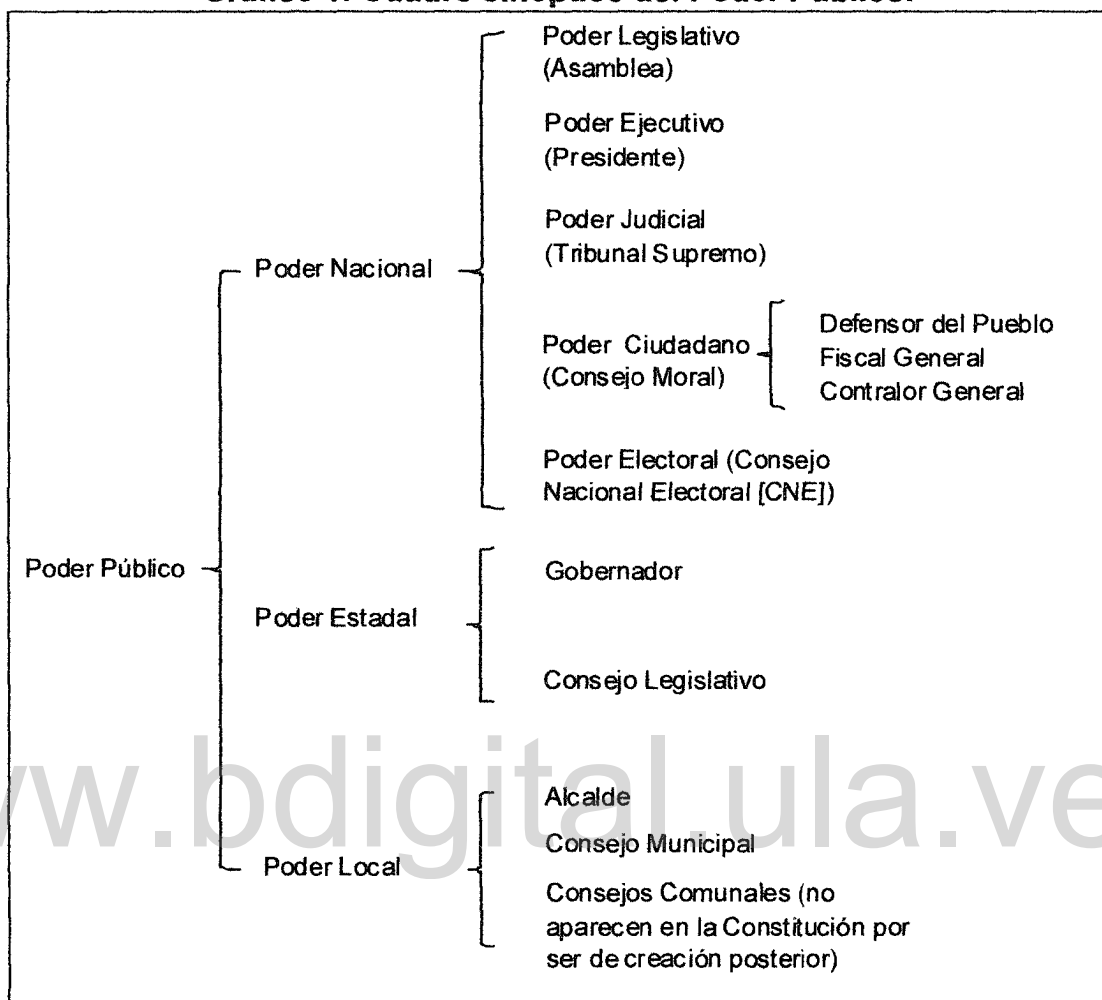 Poder Legislativo
(Asamblea)
Poder Ejecutivo
(Presidente)
Poder Judicial
(Tribunal Supremo)
Poder Nacional
Poder Ciudadano
(Consejo Moral)
Defensor del Pueblo
Fiscal General
Contralor General
Poder Electoral (Consejo
Nacional Electoral [CNE])
Poder Público
Gobernador
Poder Estadal
Consejo Legislativo
Alcalde
Consejo Municipal
Poder Local
Consejos Comunales (no
aparecen en la Constitución por
ser de creación posterior)
w.bdigital.ula.ve